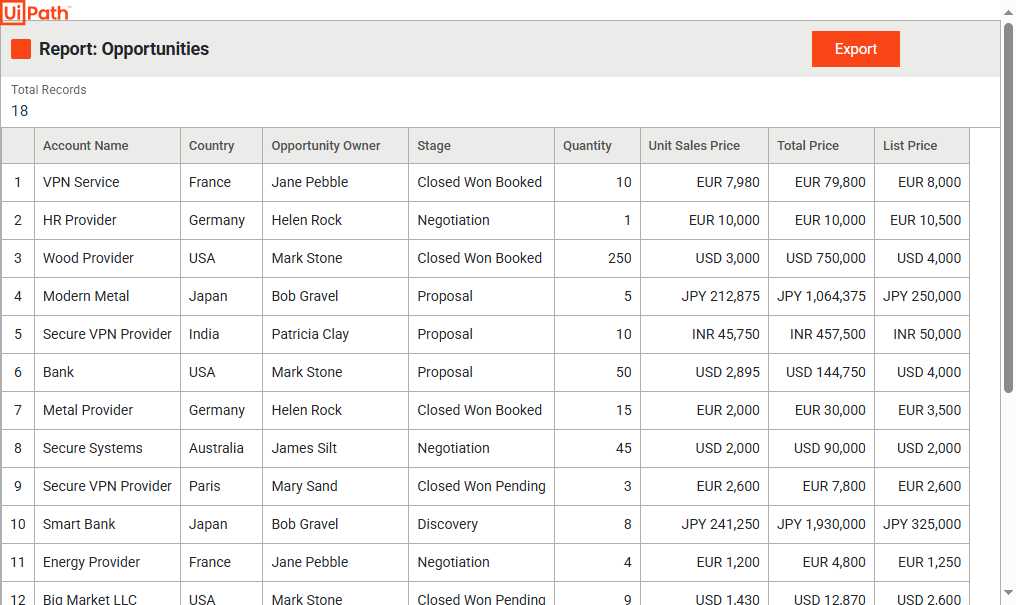 UiPath
Report: Opportunities
Export
Total Records
18
Account Name Country Opportunity Owner Stage Quantity Unit Sales Price Total Price List Price
1 VPN Service France Jane Pebble Closed Won Booked 10 EUR 7,980 EUR 79,800 EUR 8,000
2 HR Provider Germany Helen Rock Negotiation 1 EUR 10,000 EUR 10,000 EUR 10,500
3 Wood Provider USA Mark Stone Closed Won Booked 250 USD 3,000 USD 750,000 USD 4,000
4 Modern Metal Japan Bob Gravel Proposal 5 JPY 212,875 JPY 1,064,375 JPY 250,000
5 Secure VPN Provider India Patricia Clay Proposal 10 INR 45,750 INR 457,500 INR 50,000
6 Bank USA Mark Stone Proposal 50 USD 2,895 USD 144,750 USD 4,000
7 Metal Provider Germany Helen Rock Closed Won Booked 15 EUR 2,000 EUR 30,000 EUR 3,500
8 Secure Systems Australia James Silt Negotiation 45 USD 2,000 USD 90,000 USD 2,000
9 Secure VPN Provider Paris Mary Sand Closed Won Pending 3 EUR 2,600 EUR 7,800 EUR 2,600
10 Smart Bank Japan Bob Gravel Discovery 8 JPY 241,250 JPY 1,930,000 JPY 325,000
11 Energy Provider France Jane Pebble Negotiation 4 EUR 1,200 EUR 4,800 EUR 1,250
12 Big Market LLC USA Mark Stone Closed Won Pending 9 USD 1,430 USD 12,870 USD 2,600